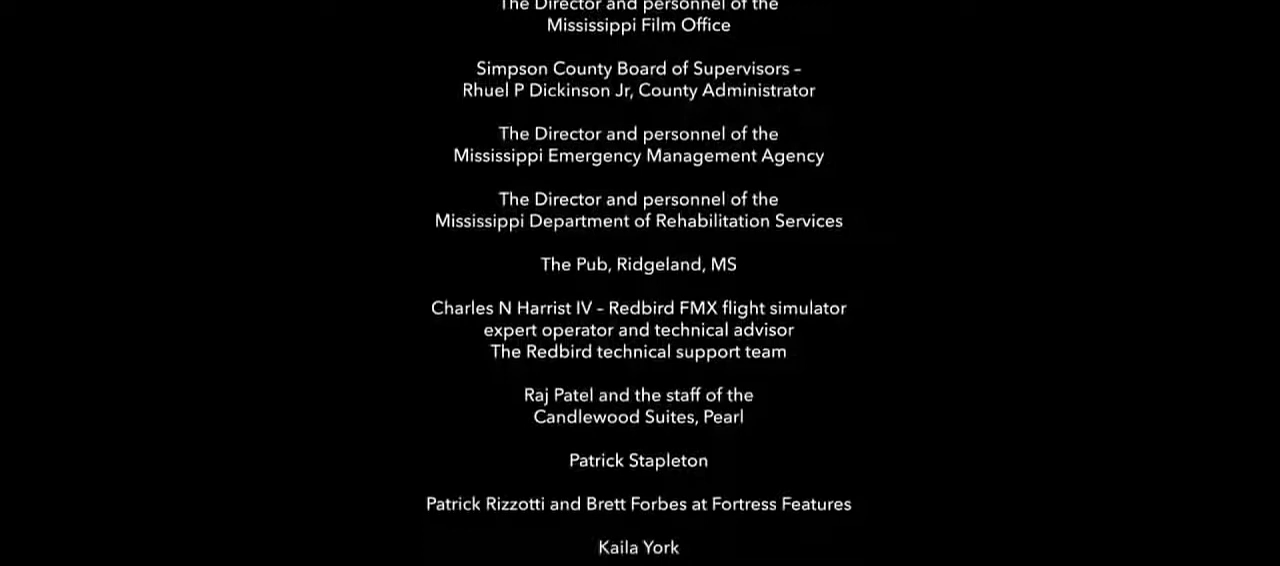 The Director and personnel of the
Mississippi Film Office
Simpson County Board of Supervisors –
Rhuel P Dickinson Jr, County Administrator
The Director and personnel of the
Mississippi Emergency Management Agency
The Director and personnel of the
Mississippi Department of Rehabilitation Services
The Pub, Ridgeland, MS
Charles N Harrist IV – Redbird FMX flight simulator
expert operator and technical advisor
The Redbird technical support team
Raj Patel and the staff of the
Candlewood Suites, Pearl
Patrick Stapleton
Patrick Rizzotti and Brett Forbes at Fortress Features
Kaila York